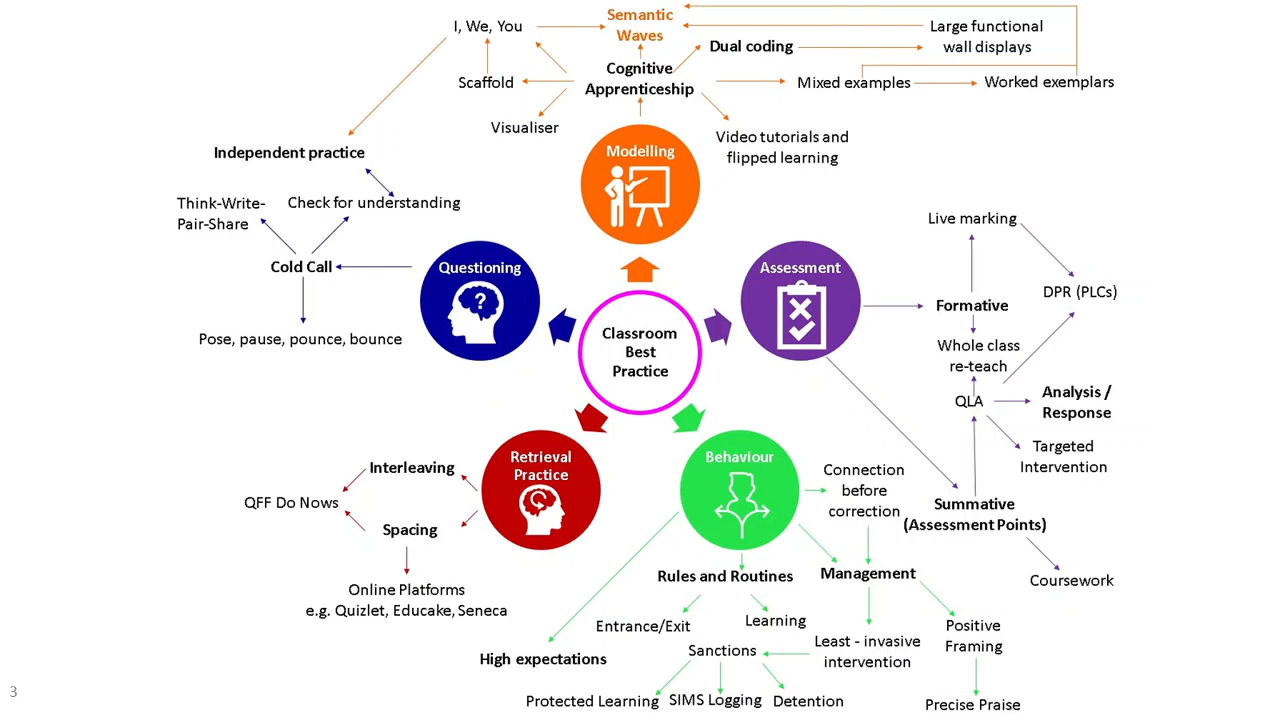 I, We, You
Semantic
Waves
Large functional
wall displays
Dual coding
Cognitive
Apprenticeship
Scaffold
Mixed examples
Worked exemplars
Visualiser
Video tutorials and
flipped learning
Modelling
Independent practice
Think-Write-
Pair-Share
Check for understanding
Cold Call
Pose, pause, pounce, bounce
Questioning
?
Assessment
Live marking
DPR (PLCs)
Formative
Whole class
re-teach
QLA
Analysis /
Response
Targeted
Intervention
Summative
(Assessment Points)
Coursework
Classroom
Best
Practice
Retrieval
Practice
Interleaving
QFF Do Nows
Spacing
Online Platforms
e.g. Quizlet, Educake, Seneca
Behaviour
Connection
before
correction
Rules and Routines
Management
Entrance/Exit
Learning
High expectations
Sanctions
Least - invasive
intervention
Positive
Framing
Protected Learning
SIMS Logging
Detention
Precise Praise
3